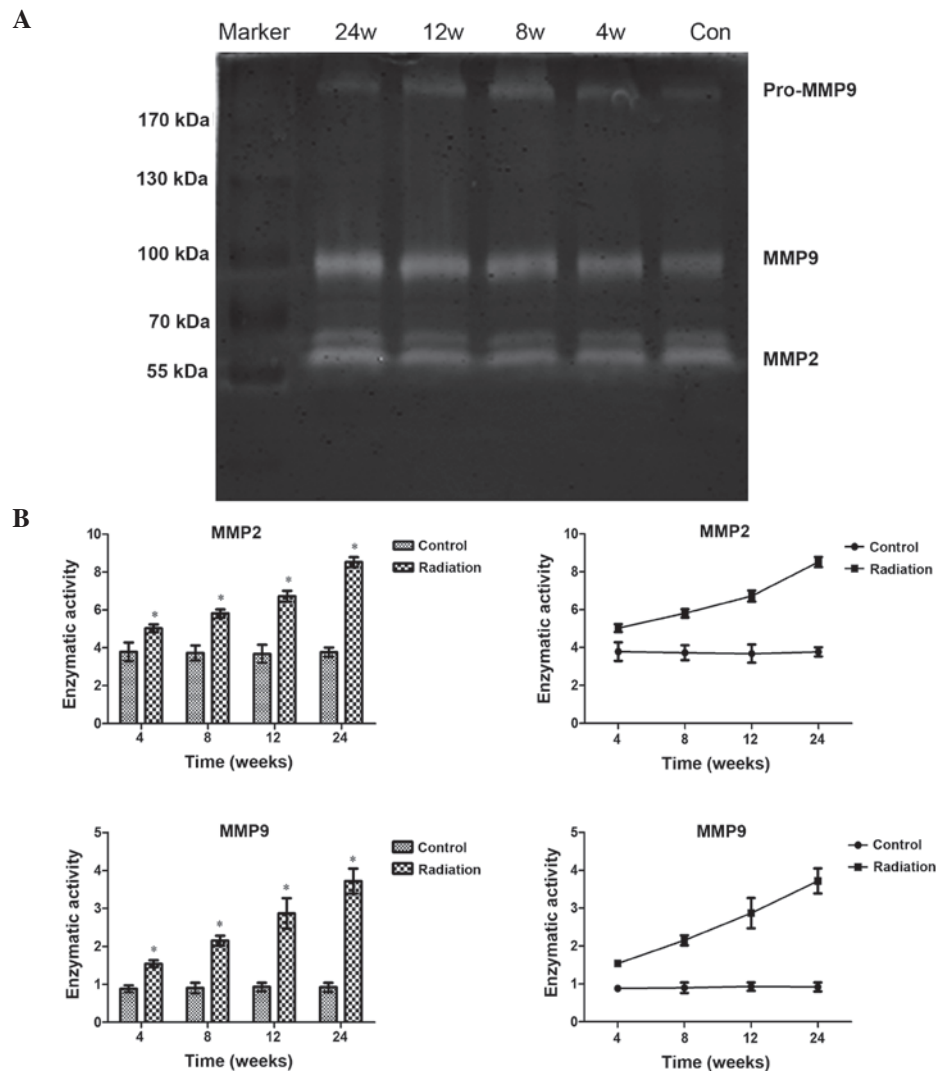 A
Marker 24w 12w 8w 4w Con
Pro-MMP9
170 kDa
130 kDa
100 kDa
MMP9
70 kDa
MMP2
55 kDa
B
MMP2
Enzymatic activity
10
8
6
4
2
0
* * * *
4 8 12 24
Time (weeks)
Control
Radiation
MMP2
Enzymatic activity
10
8
6
4
2
0
4 8 12 24
Time (weeks)
Control
Radiation
MMP9
Enzymatic activity
5
4
3
2
1
0
* * * *
4 8 12 24
Time (weeks)
Control
Radiation
MMP9
Enzymatic activity
5
4
3
2
1
0
4 8 12 24
Time (weeks)
Control
Radiation